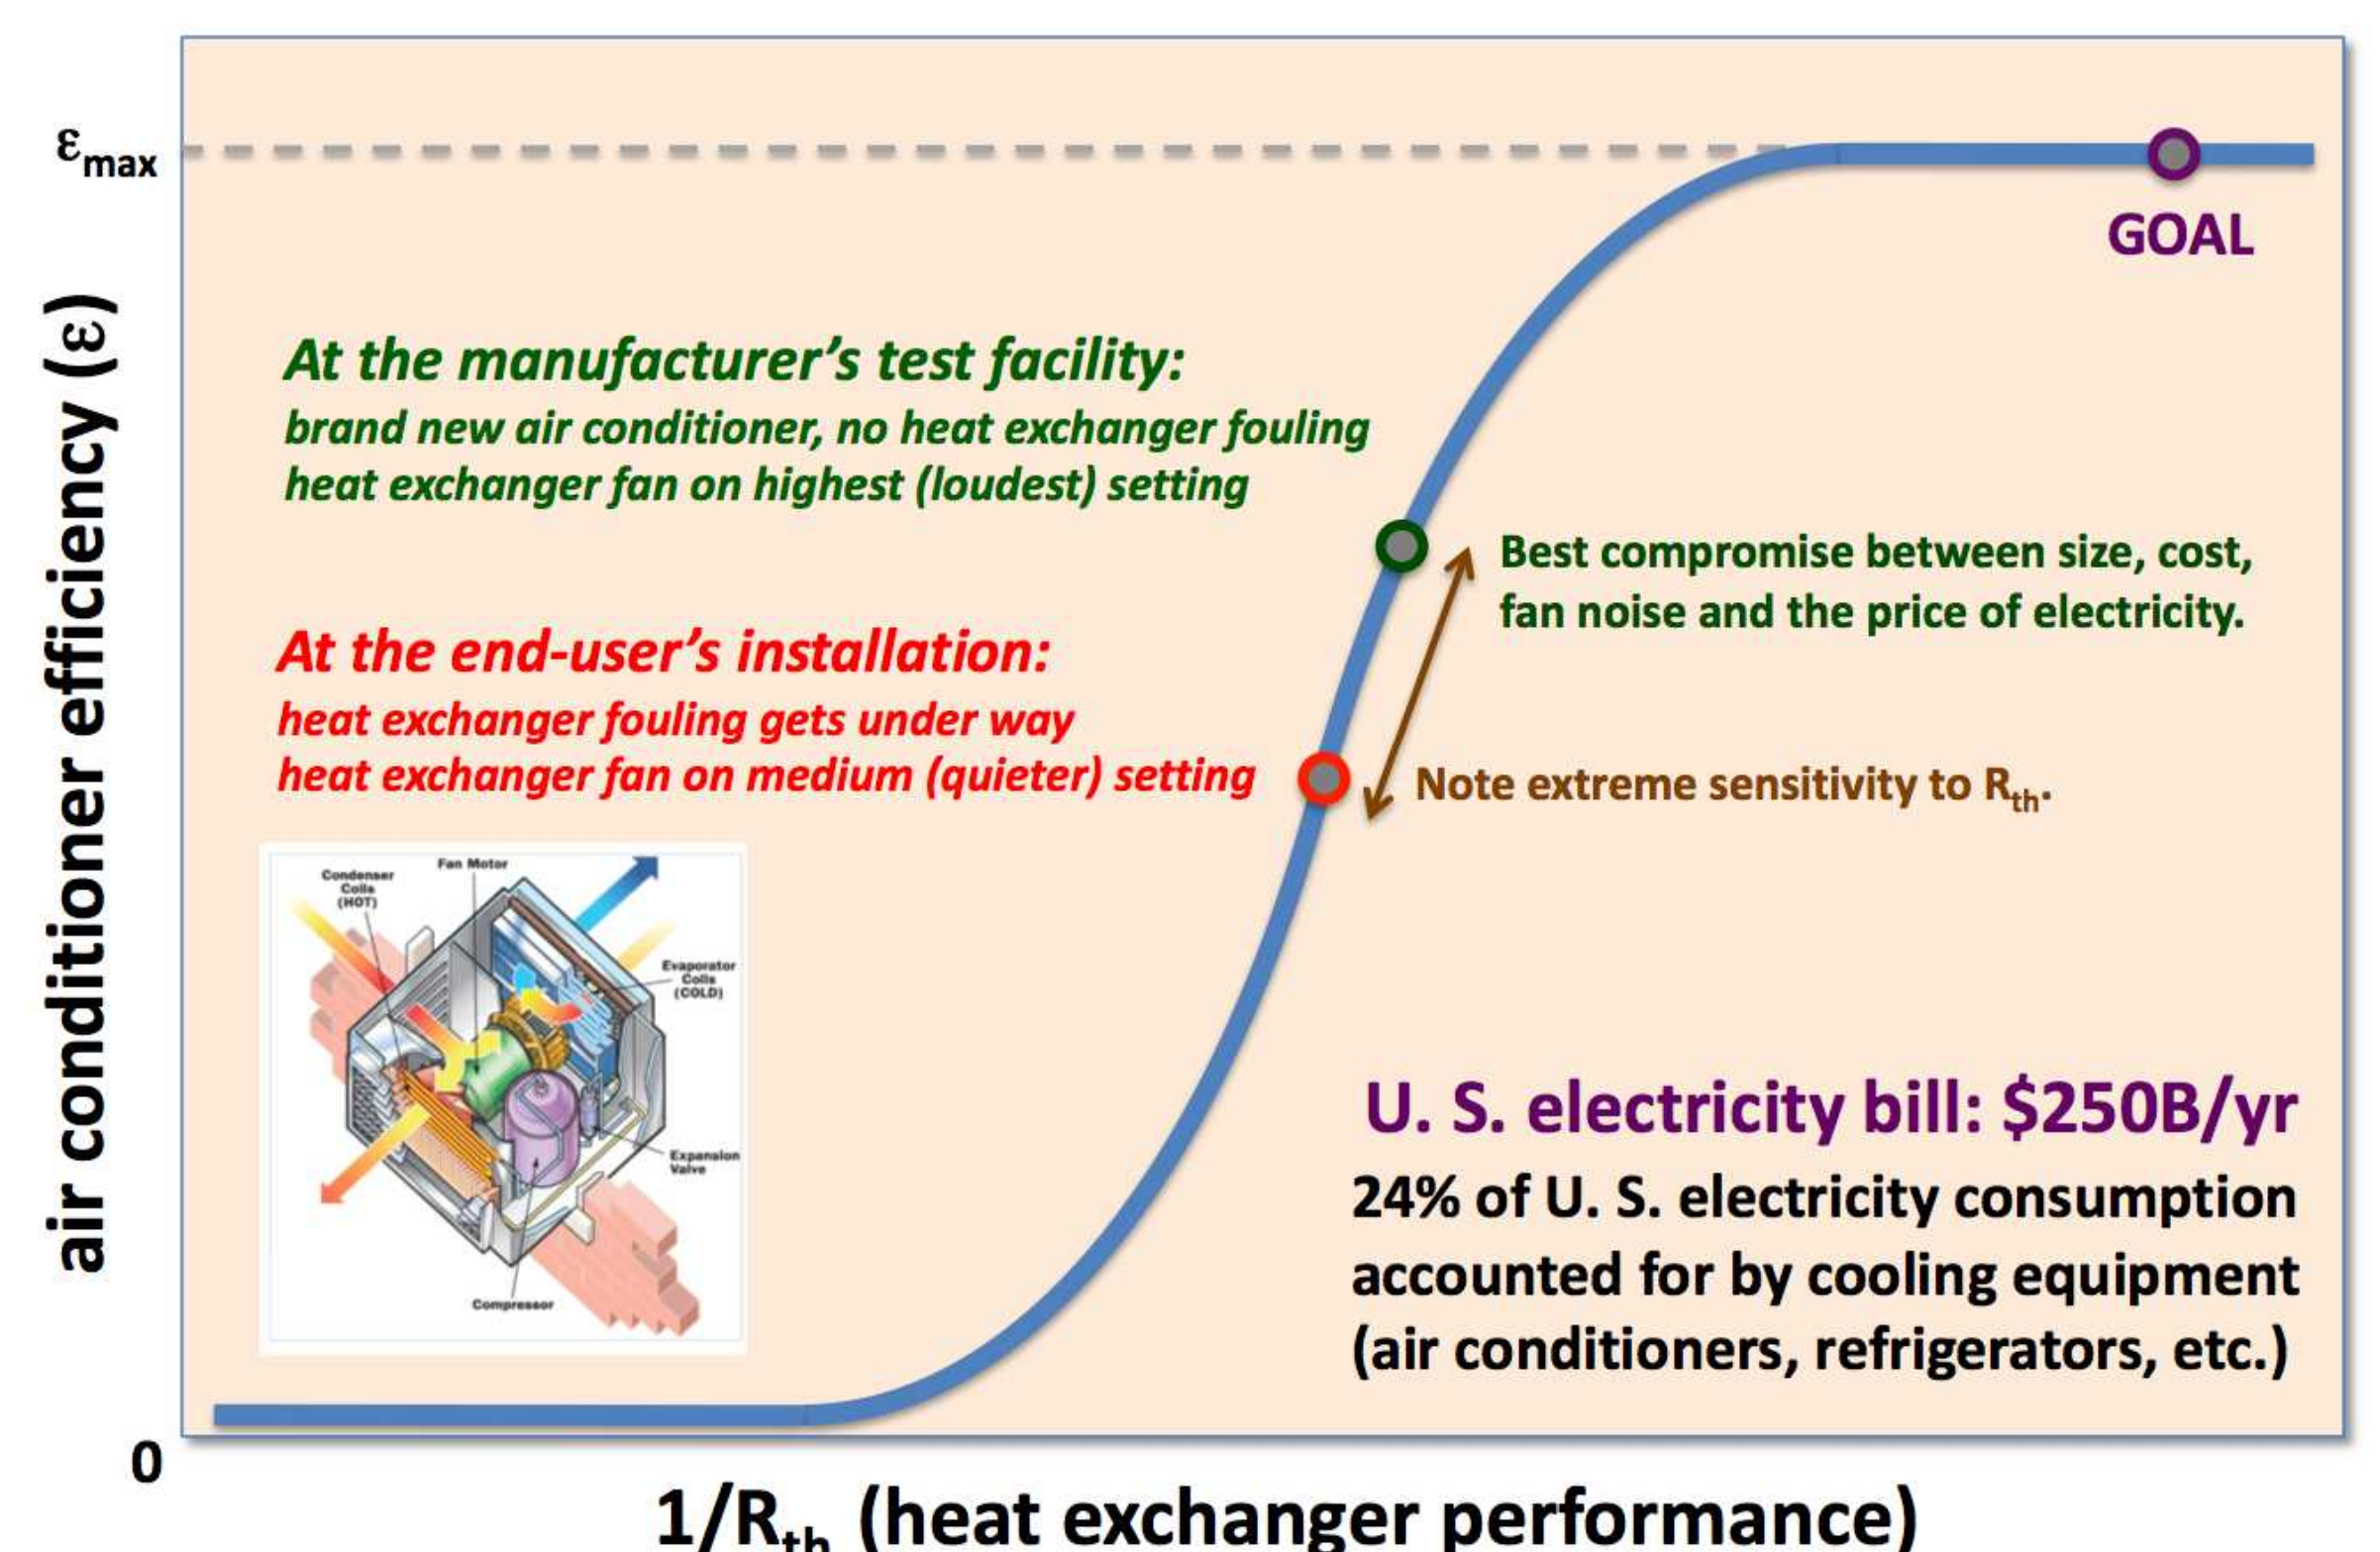 ε max
GOAL
At the manufacturer's test facility:
brand new air conditioner, no heat exchanger fouling
heat exchanger fan on highest (loudest) setting
Best compromise between size, cost,
fan noise and the price of electricity.
At the end-user's installation:
heat exchanger fouling gets under way
heat exchanger fan on medium (quieter) setting
Note extreme sensitivity to Rth.
air conditioner efficiency (ε)
Fan Motor
Condenser
Coils
(HOT)
Evaporator
Coils
(COLD)
Expansion
Valve
Compressor
U. S. electricity bill: $250B/yr
24% of U. S. electricity consumption
accounted for by cooling equipment
(air conditioners, refrigerators, etc.)
0
1/Rth (heat exchanger performance)